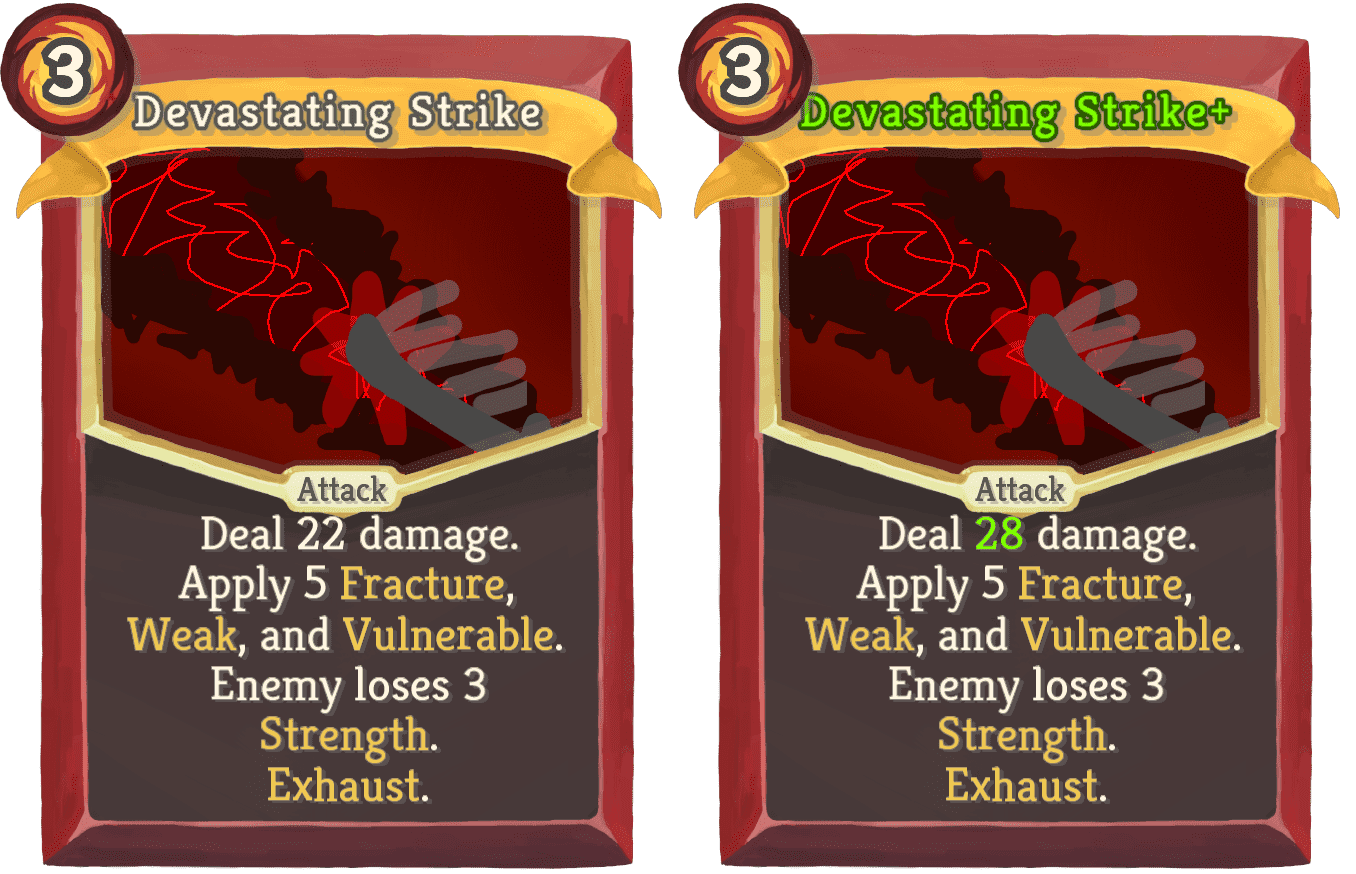 3
Devastating Strike
Attack
Deal 22 damage.
Apply 5 Fracture,
Weak, and Vulnerable.
Enemy loses 3
Strength.
Exhaust.
3
Devastating Strike+
Attack
Deal 28 damage.
Apply 5 Fracture,
Weak, and Vulnerable.
Enemy loses 3
Strength.
Exhaust.